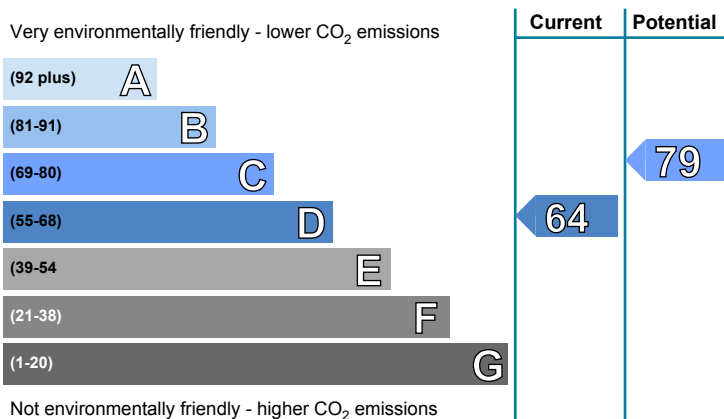 Current Potential
Very environmentally friendly - lower CO2 emissions
(92 plus) A
(81-91) B
(69-80) C
79
(55-68) D
64
(39-54 E
(21-38) F
(1-20) G
Not environmentally friendly - higher CO2 emissions